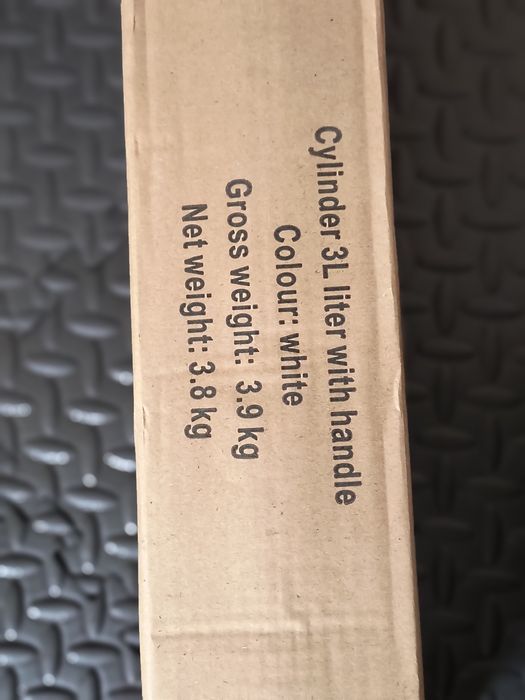 Cylinder 3L liter with handle
Colour: white
Gross weight: 3.9 kg
Net weight: 3.8 kg